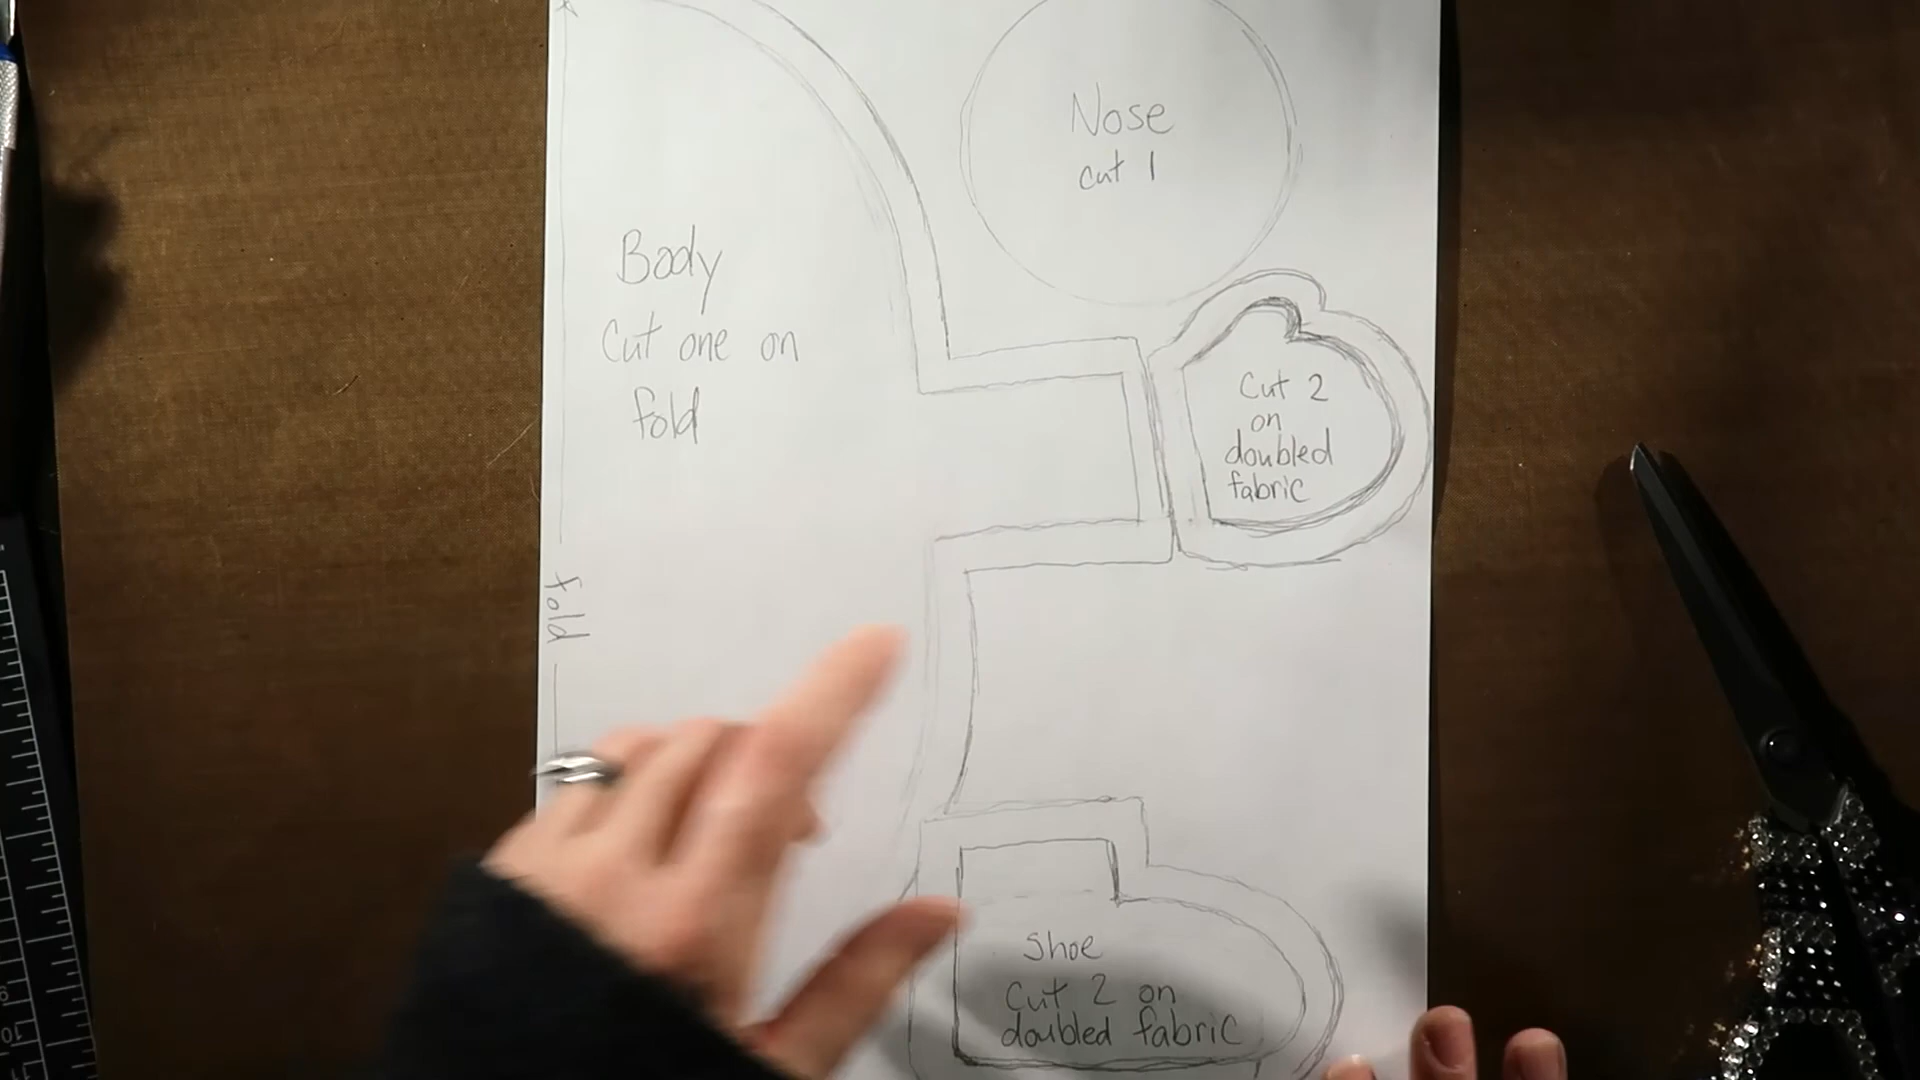 Nose
cut 1
Body
Cut one on
fold
Cut 2
on
doubled
fabric
fold
Shoe
Cut 2 on
doubled fabric